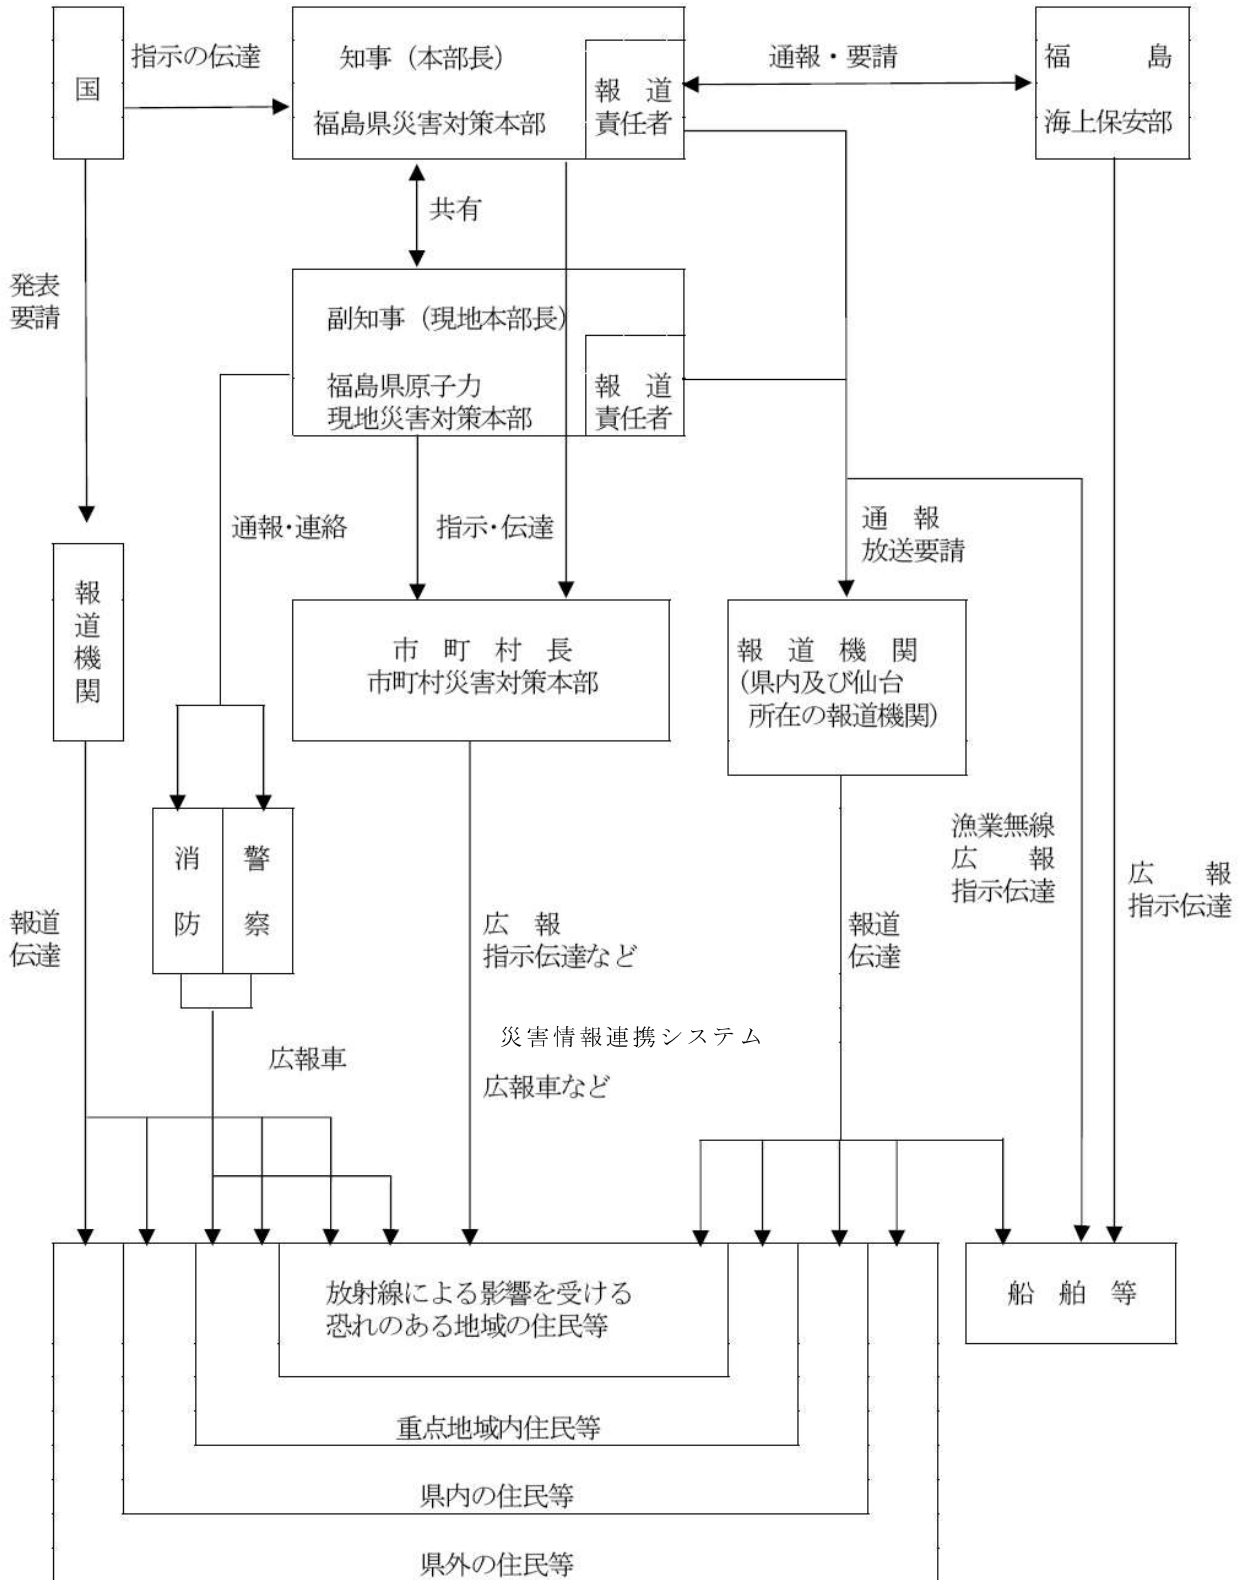 国
指示の伝達
知事（本部長）
福島県災害対策本部
報　道
責任者
通報・要請
福　　　島
海上保安部
共有
発表
要請
副知事（現地本部長）
福島県原子力
現地災害対策本部
報　道
責任者
通報・連絡
指示・伝達
通　報
放送要請
報道機関
市　町　村　長
市町村災害対策本部
報　道　機　関
（県内及び仙台
所在の報道機関）
消防
警察
漁業無線
広　　報
指示伝達
広　　報
指示伝達
報道
伝達
広　報
指示伝達など
報道
伝達
災害情報連携システム
広報車
広報車など
放射線による影響を受ける
恐れのある地域の住民等
船　舶　等
重点地域内住民等
県内の住民等
県外の住民等